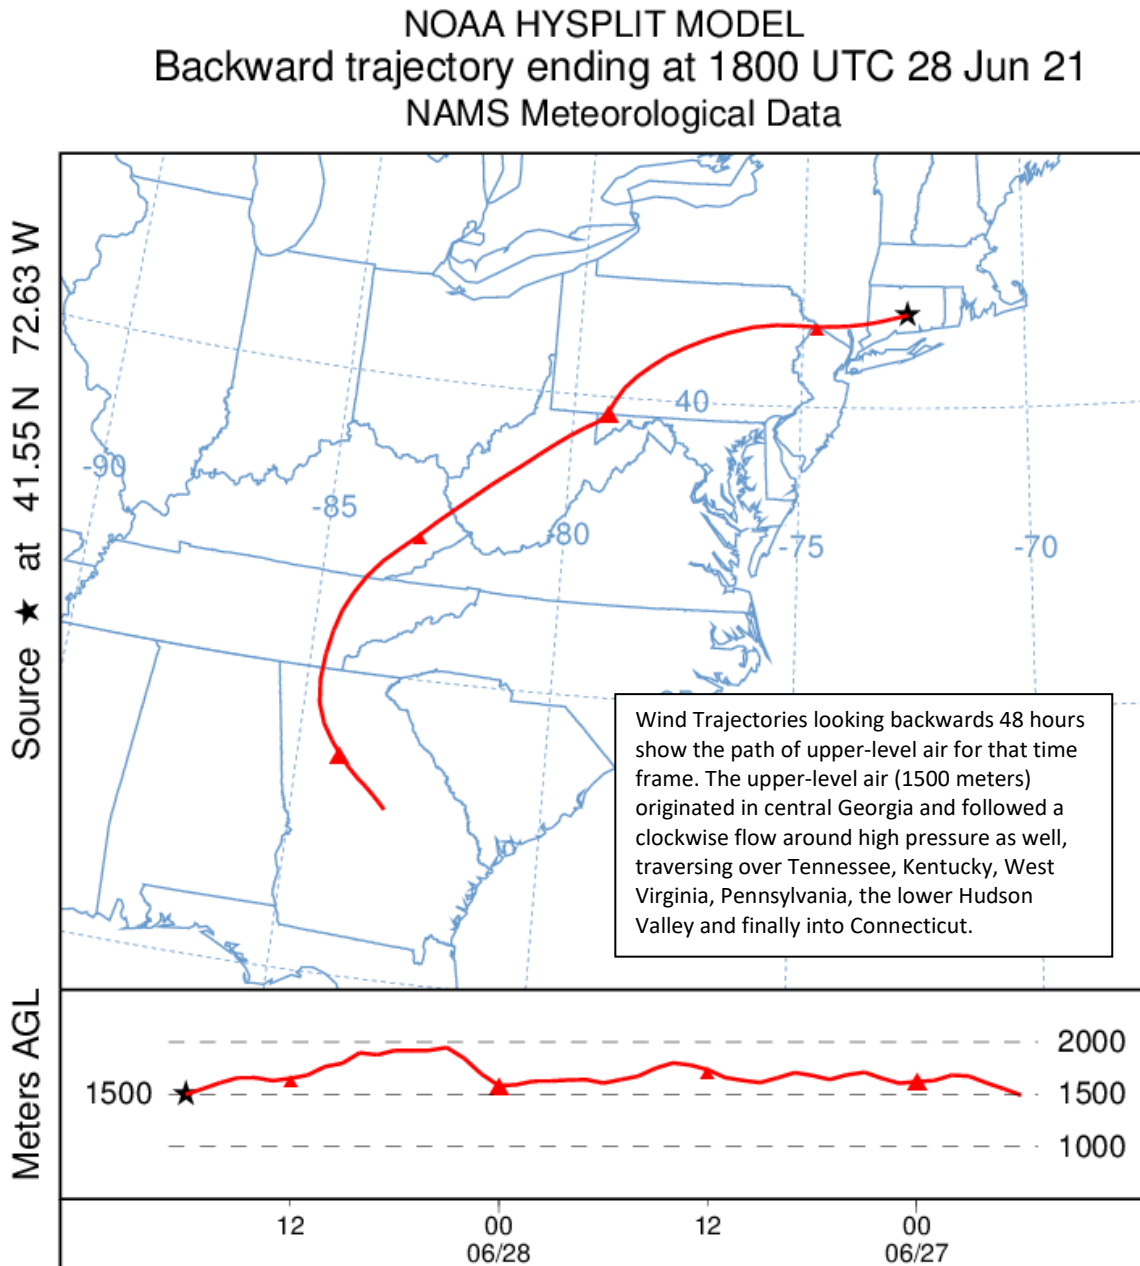 NOAA HYSPLIT MODEL
Backward trajectory ending at 1800 UTC 28 Jun 21
NAMS Meteorological Data
Source ★ at 41.55 N 72.63 W
-90
-85
-80
-75
-70
40
Wind Trajectories looking backwards 48 hours
show the path of upper-level air for that time
frame. The upper-level air (1500 meters)
originated in central Georgia and followed a
clockwise flow around high pressure as well,
traversing over Tennessee, Kentucky, West
Virginia, Pennsylvania, the lower Hudson
Valley and finally into Connecticut.
Meters AGL
1500
2000
1500
1000
12 00 12 00
06/28 06/27